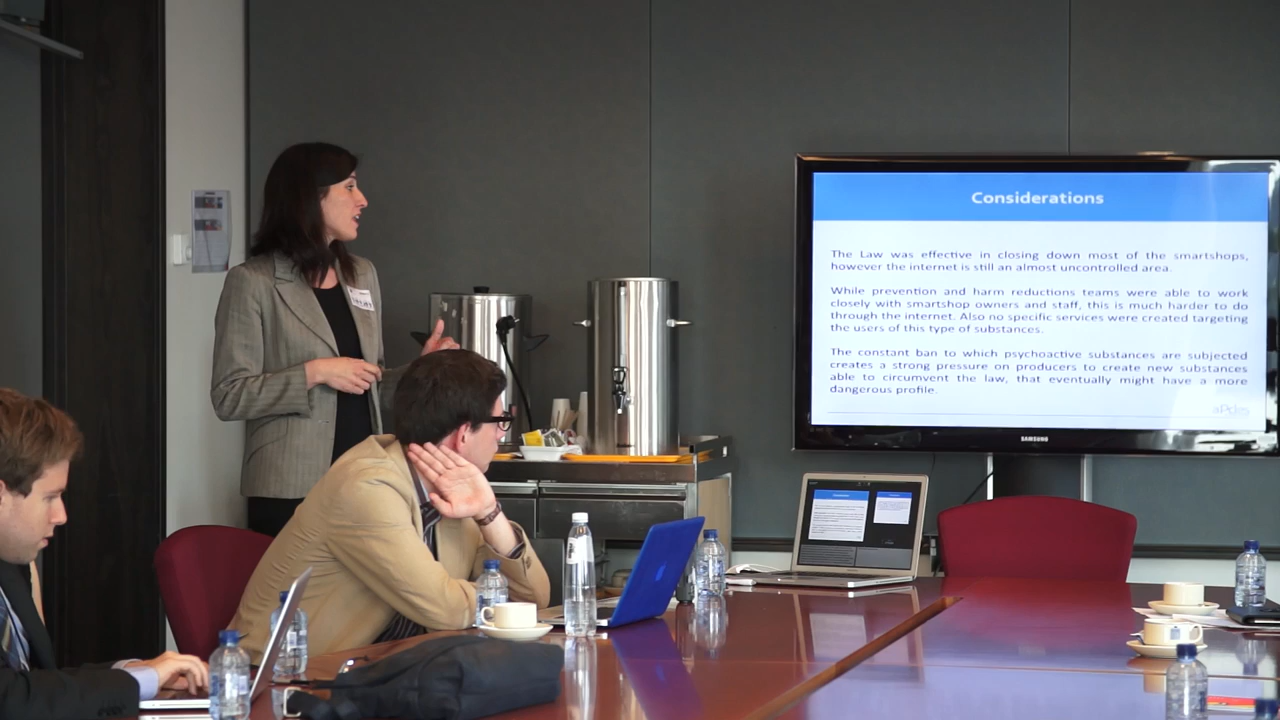 Considerations
The Law was effective in closing down most of the smartshops,
however the internet is still an almost uncontrolled area.
While prevention and harm reductions teams were able to work
closely with smartshop owners and staff, this is much harder to do
through the internet. Also no specific services were created targeting
the users of this type of substances.
The constant ban to which psychoactive substances are subjected
creates a strong pressure on producers to create new substances
able to circumvent the law, that eventually might have a more
dangerous profile.
SAMSUNG